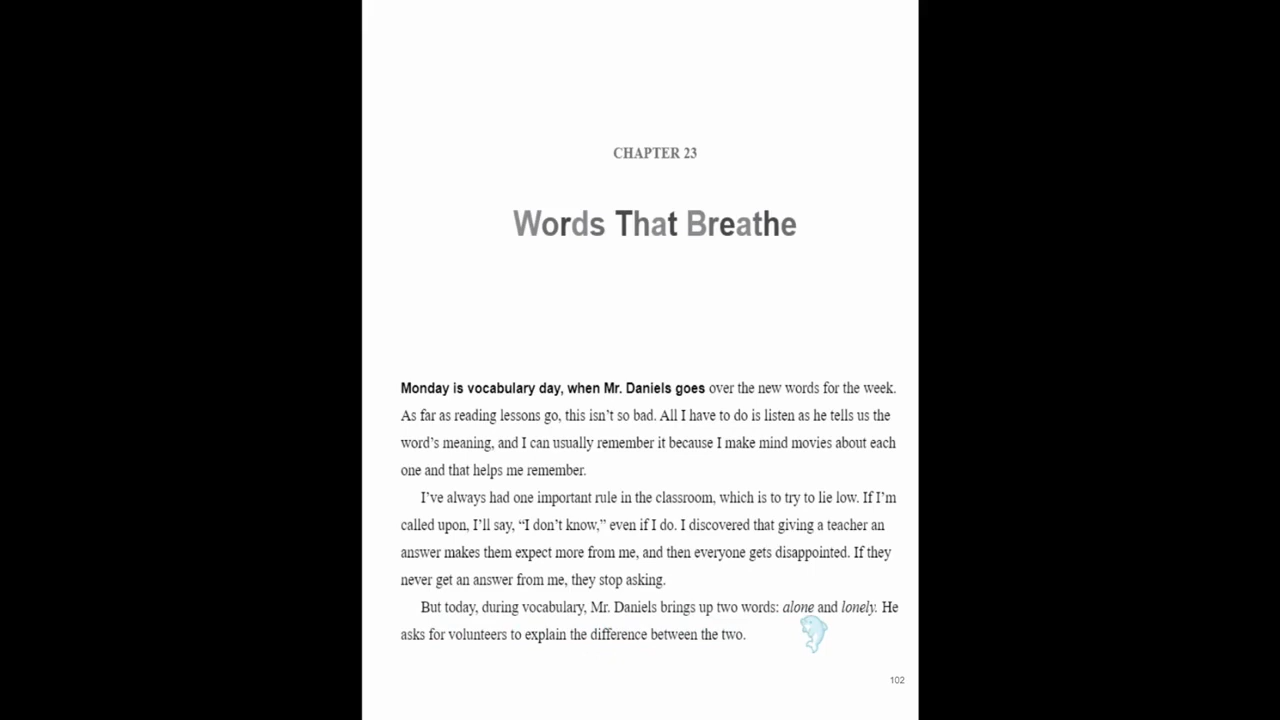 CHAPTER 23
Words That Breathe
Monday is vocabulary day, when Mr. Daniels goes over the new words for the week.
As far as reading lessons go, this isn’t so bad. All I have to do is listen as he tells us the
word’s meaning, and I can usually remember it because I make mind movies about each
one and that helps me remember.
I’ve always had one important rule in the classroom, which is to try to lie low. If I’m
called upon, I’ll say, “I don’t know,” even if I do. I discovered that giving a teacher an
answer makes them expect more from me, and then everyone gets disappointed. If they
never get an answer from me, they stop asking.
But today, during vocabulary, Mr. Daniels brings up two words: alone and lonely. He
asks for volunteers to explain the difference between the two.
102